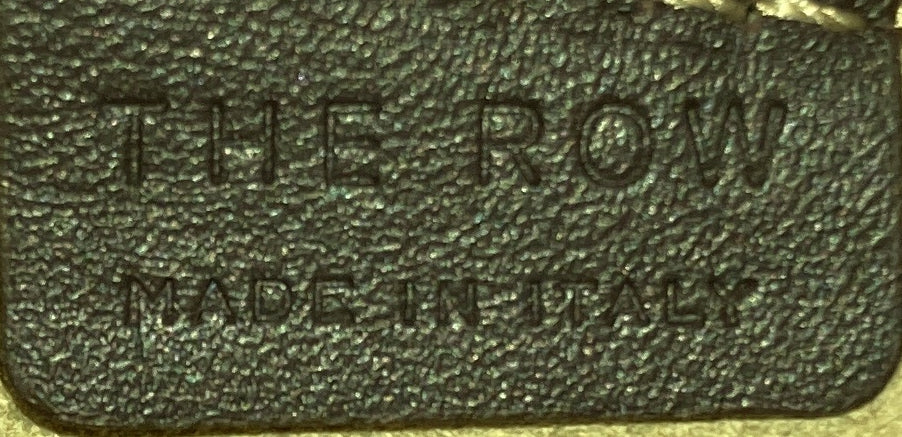 THE ROW
MADE IN ITALY